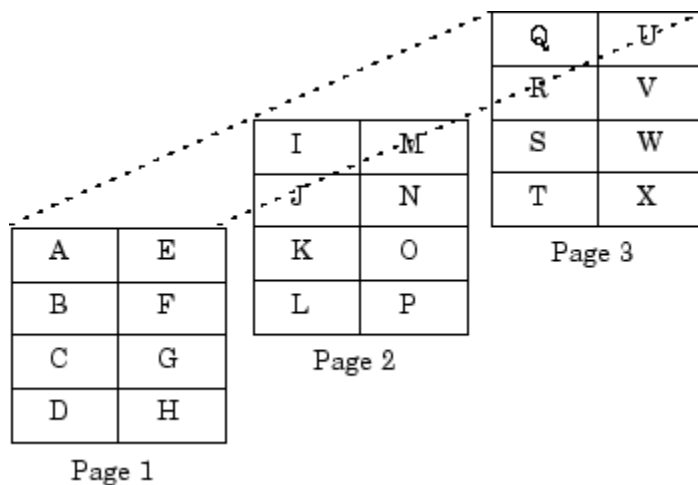 Q U
R V
S W
T X
Page 3
I M
J N
K O
L P
Page 2
A E
B F
C G
D H
Page 1